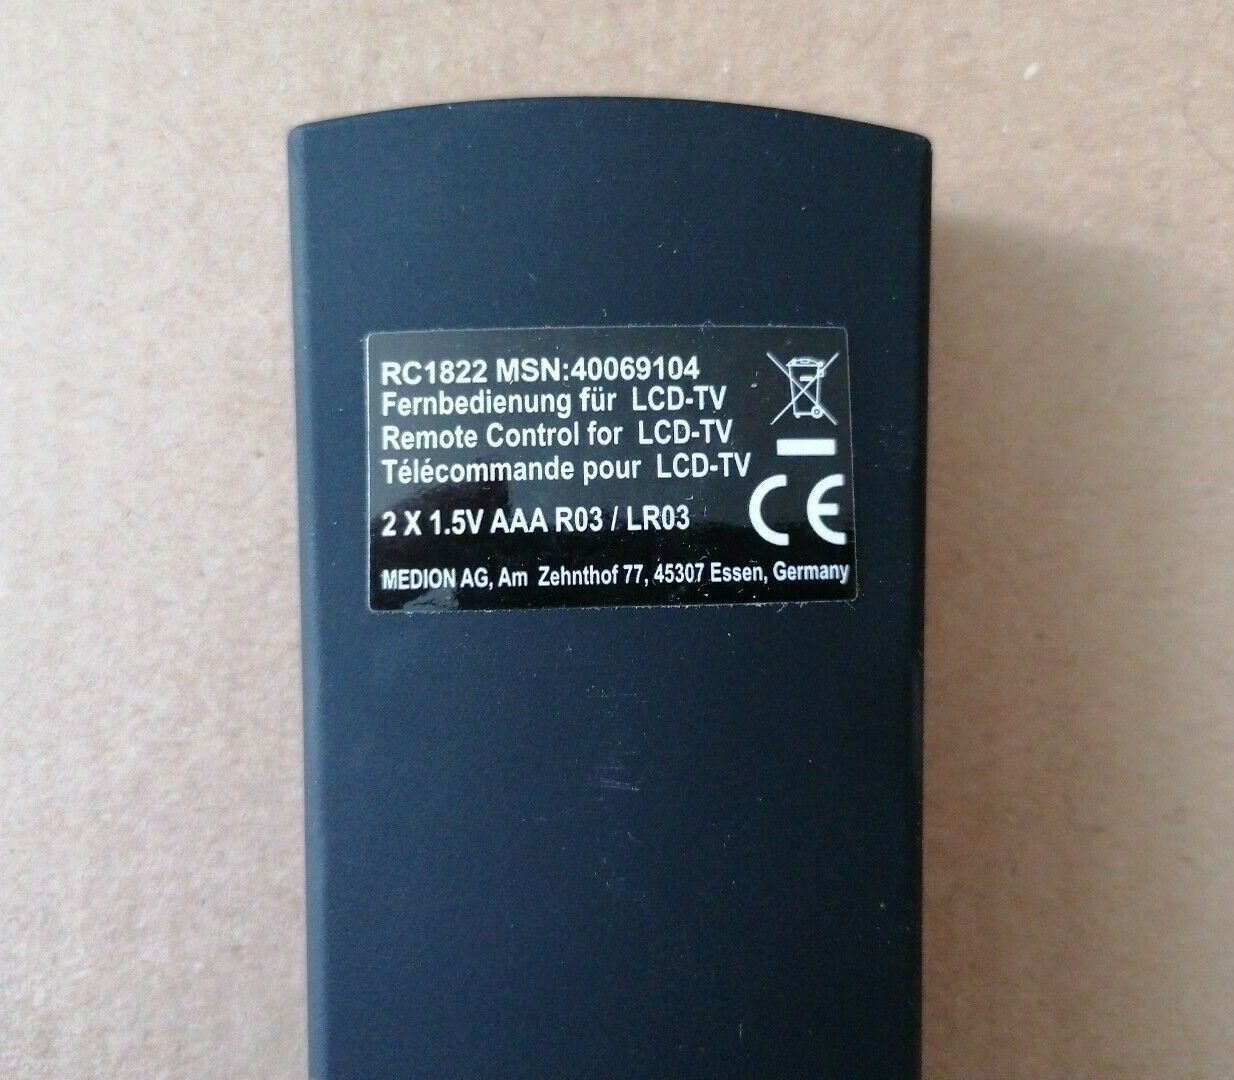 RC1822 MSN:40069104
Fernbedienung für LCD-TV
Remote Control for LCD-TV
Télécommande pour LCD-TV
2 X 1.5V AAA R03 / LR03
CE
MEDION AG, Am Zehnthof 77, 45307 Essen, Germany